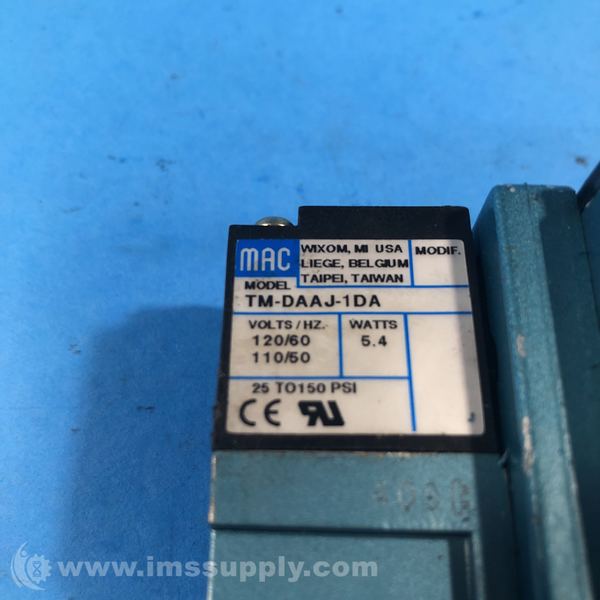 MAC
WIXOM, MI USA
LIEGE, BELGIUM
TAIPEI, TAIWAN
MODIF.
MODEL
TM-DAAJ-1DA
VOLTS/HZ.
WATTS
120/60
5.4
110/50
25 TO150 PSI
CE
www.imssupply.com